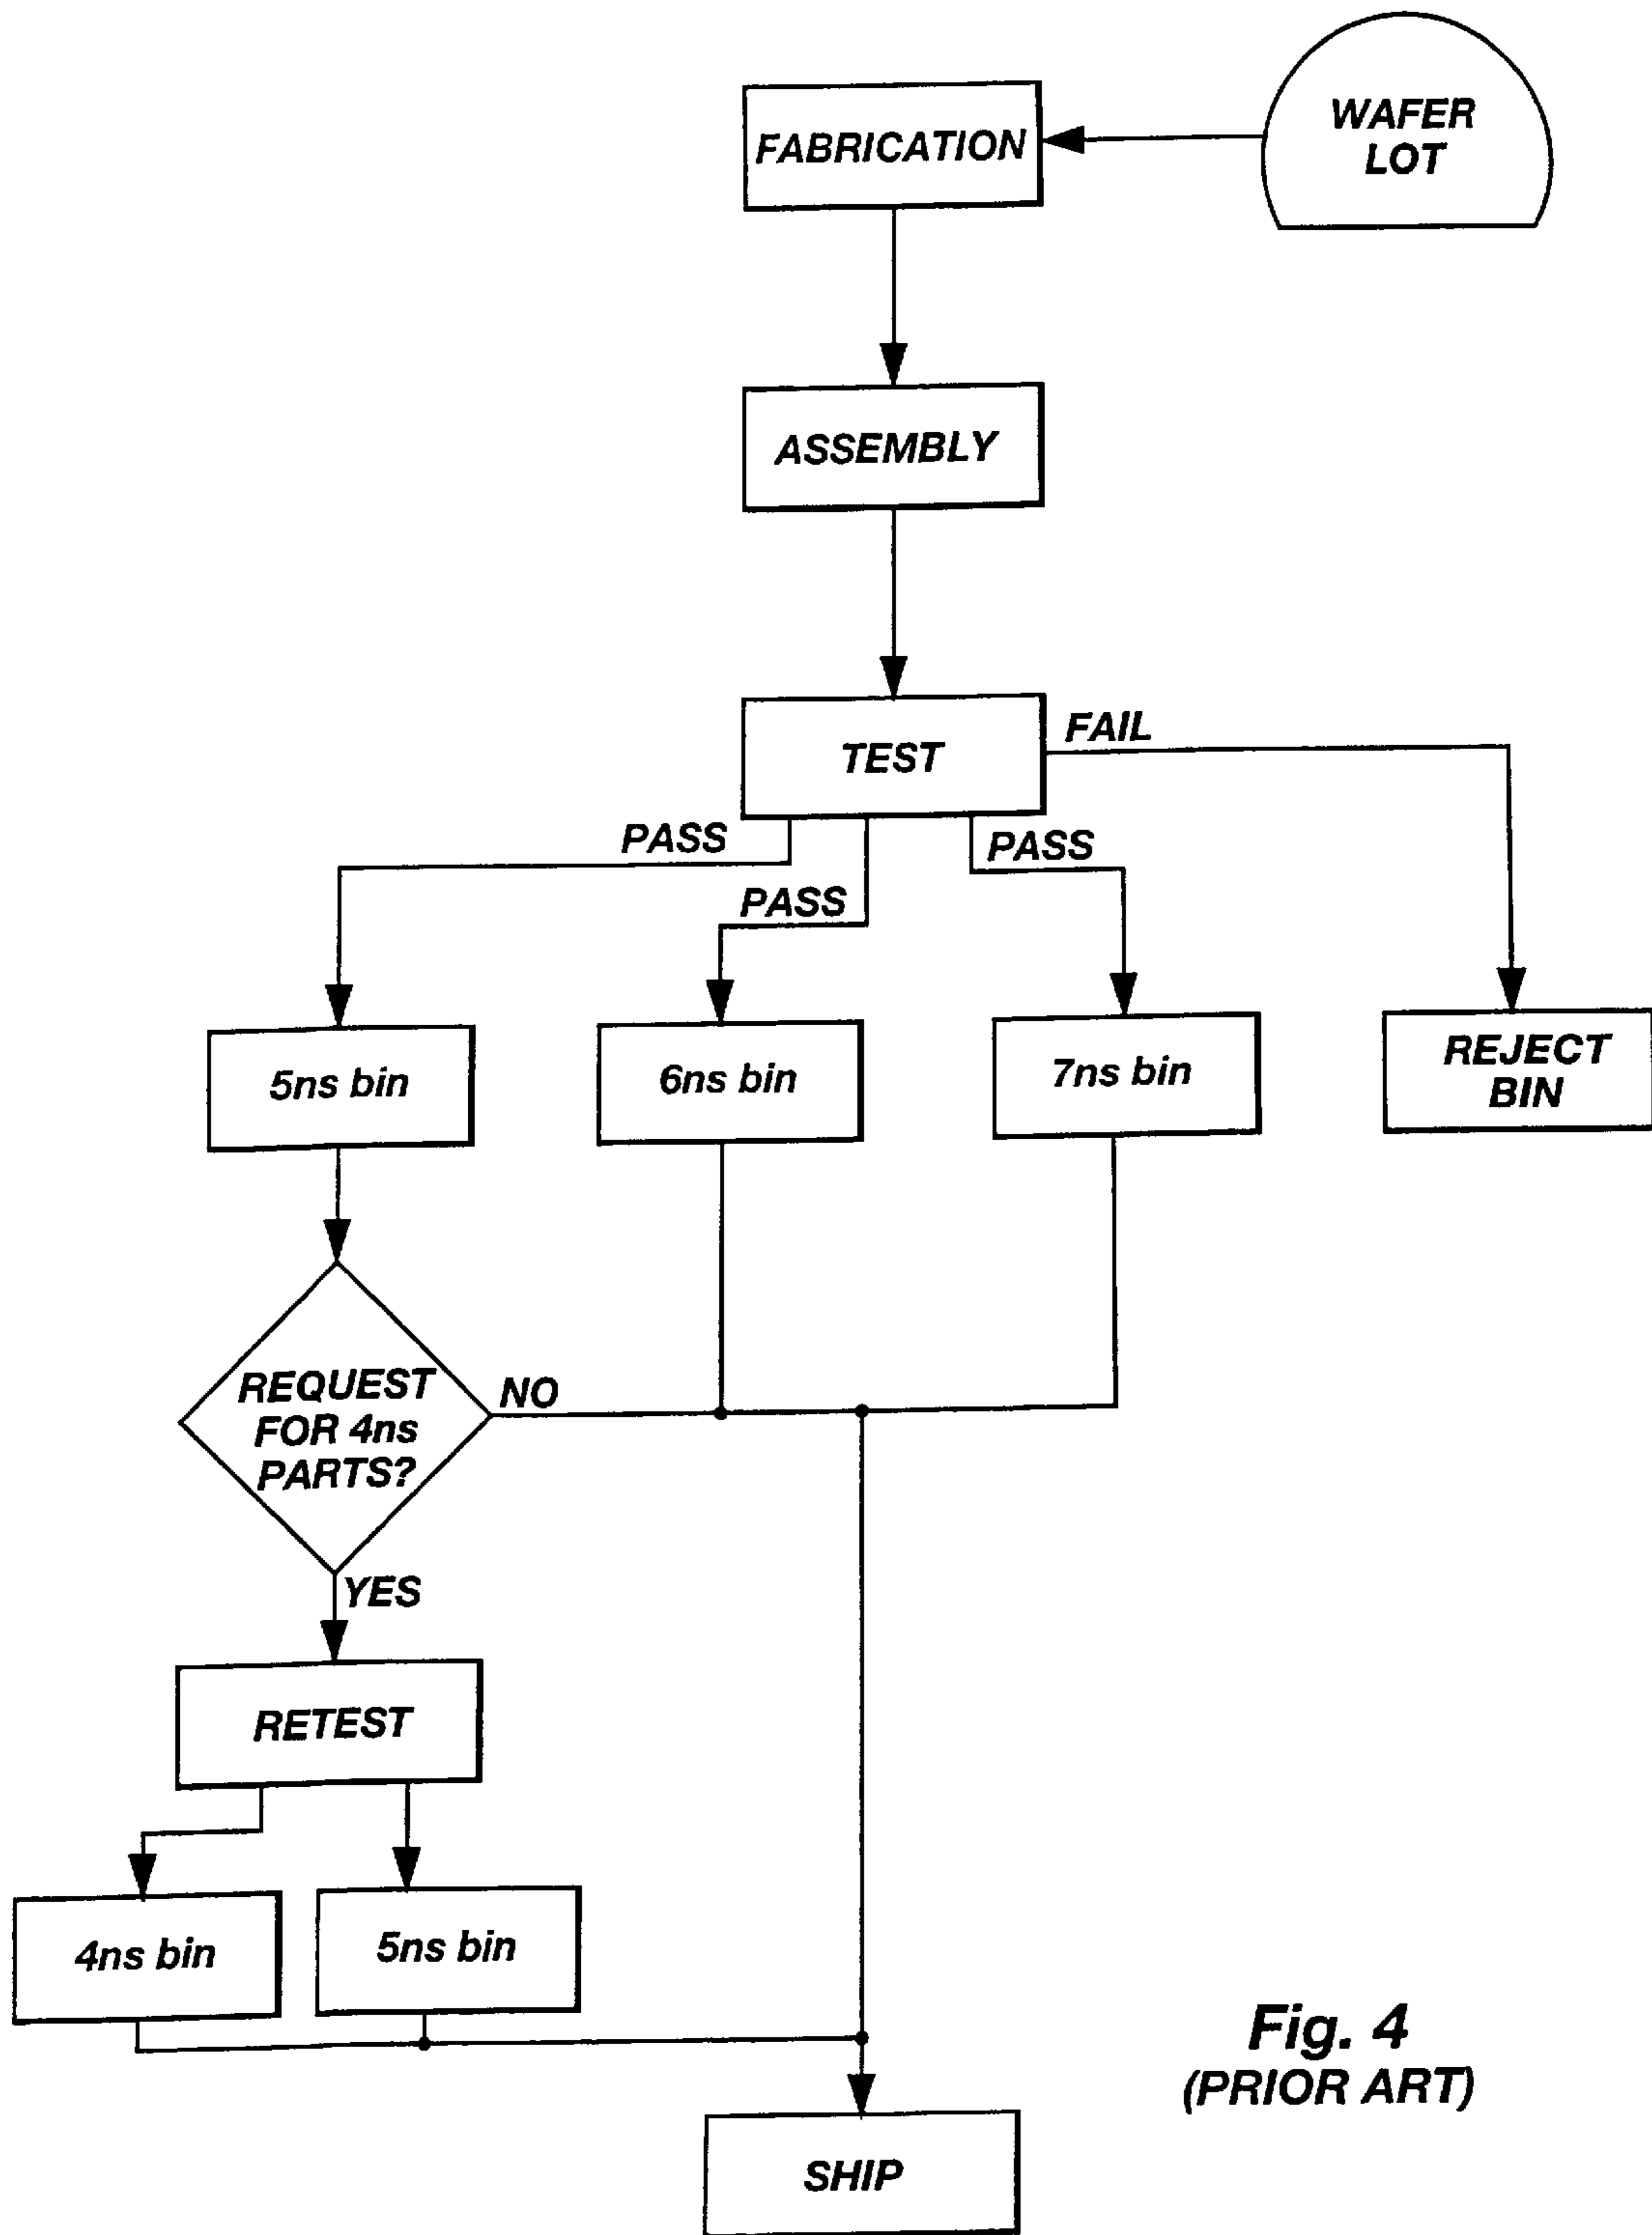 WAFER
LOT
FABRICATION
ASSEMBLY
TEST
FAIL
PASS
PASS
PASS
5ns bin
6ns bin
7ns bin
REJECT
BIN
REQUEST
FOR 4ns
PARTS?
NO
YES
RETEST
4ns bin
5ns bin
SHIP
Fig. 4
(PRIOR ART)